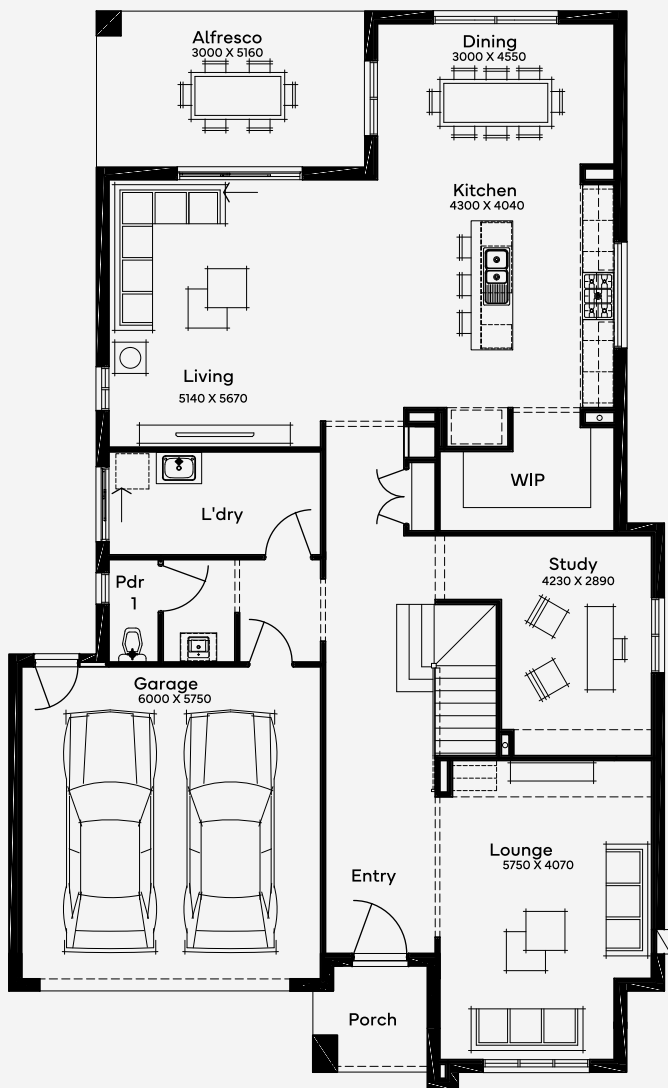 Alfresco
3000 X 5160
Dining
3000 X 4550
Kitchen
4300 X 4040
Living
5140 X 5670
WIP
L'dry
Study
4230 X 2890
Pdr
1
Garage
6000 X 5750
Lounge
5750 X 4070
Entry
Porch